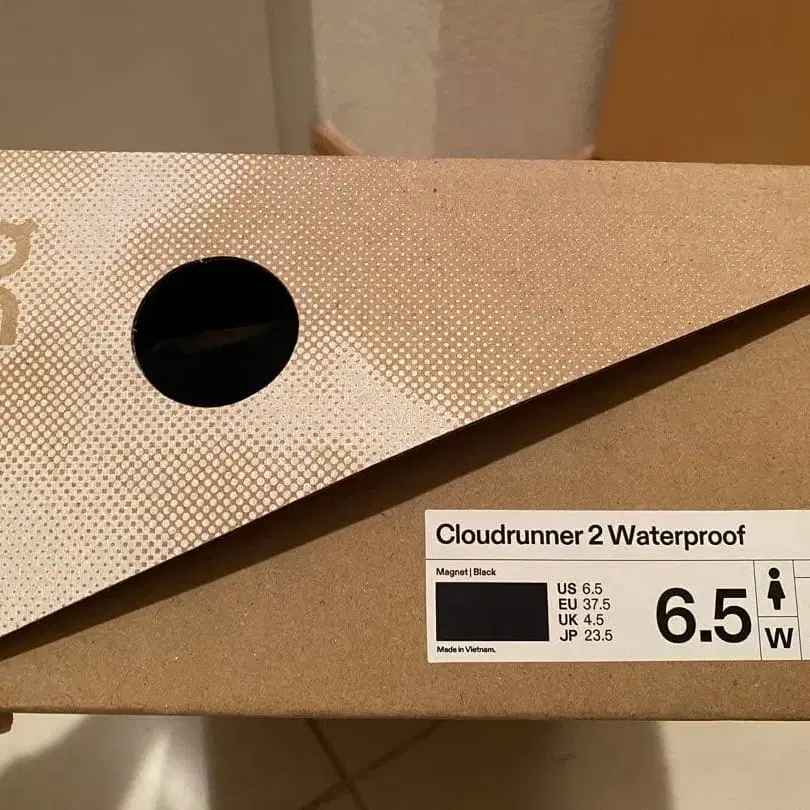 Cloudrunner 2 Waterproof
Magnet | Black
US 6.5
EU 37.5
UK 4.5
JP 23.5
6.5
W
Made in Vietnam.